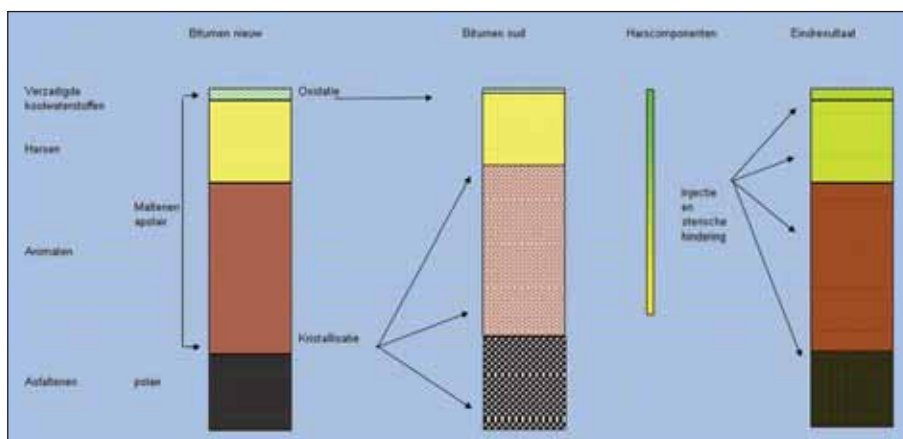 Bitumen nieuw
Bitumen oud
Harscomponenten
Eindresultaat
Verzadigde
koolwaterstoffen
Oxidatie
Harsen
Maltenen
apolair
Injectie
en
sterische
hindering
Aromaten
Kristallisatie
Asfaltenen
polair